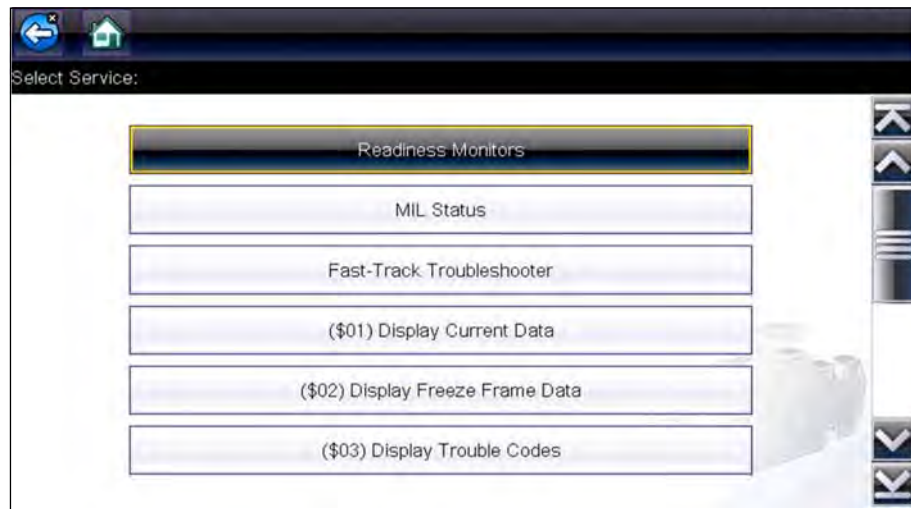 Select Service:
Readiness Monitors
MIL Status
Fast-Track Troubleshooter
($01) Display Current Data
($02) Display Freeze Frame Data
($03) Display Trouble Codes